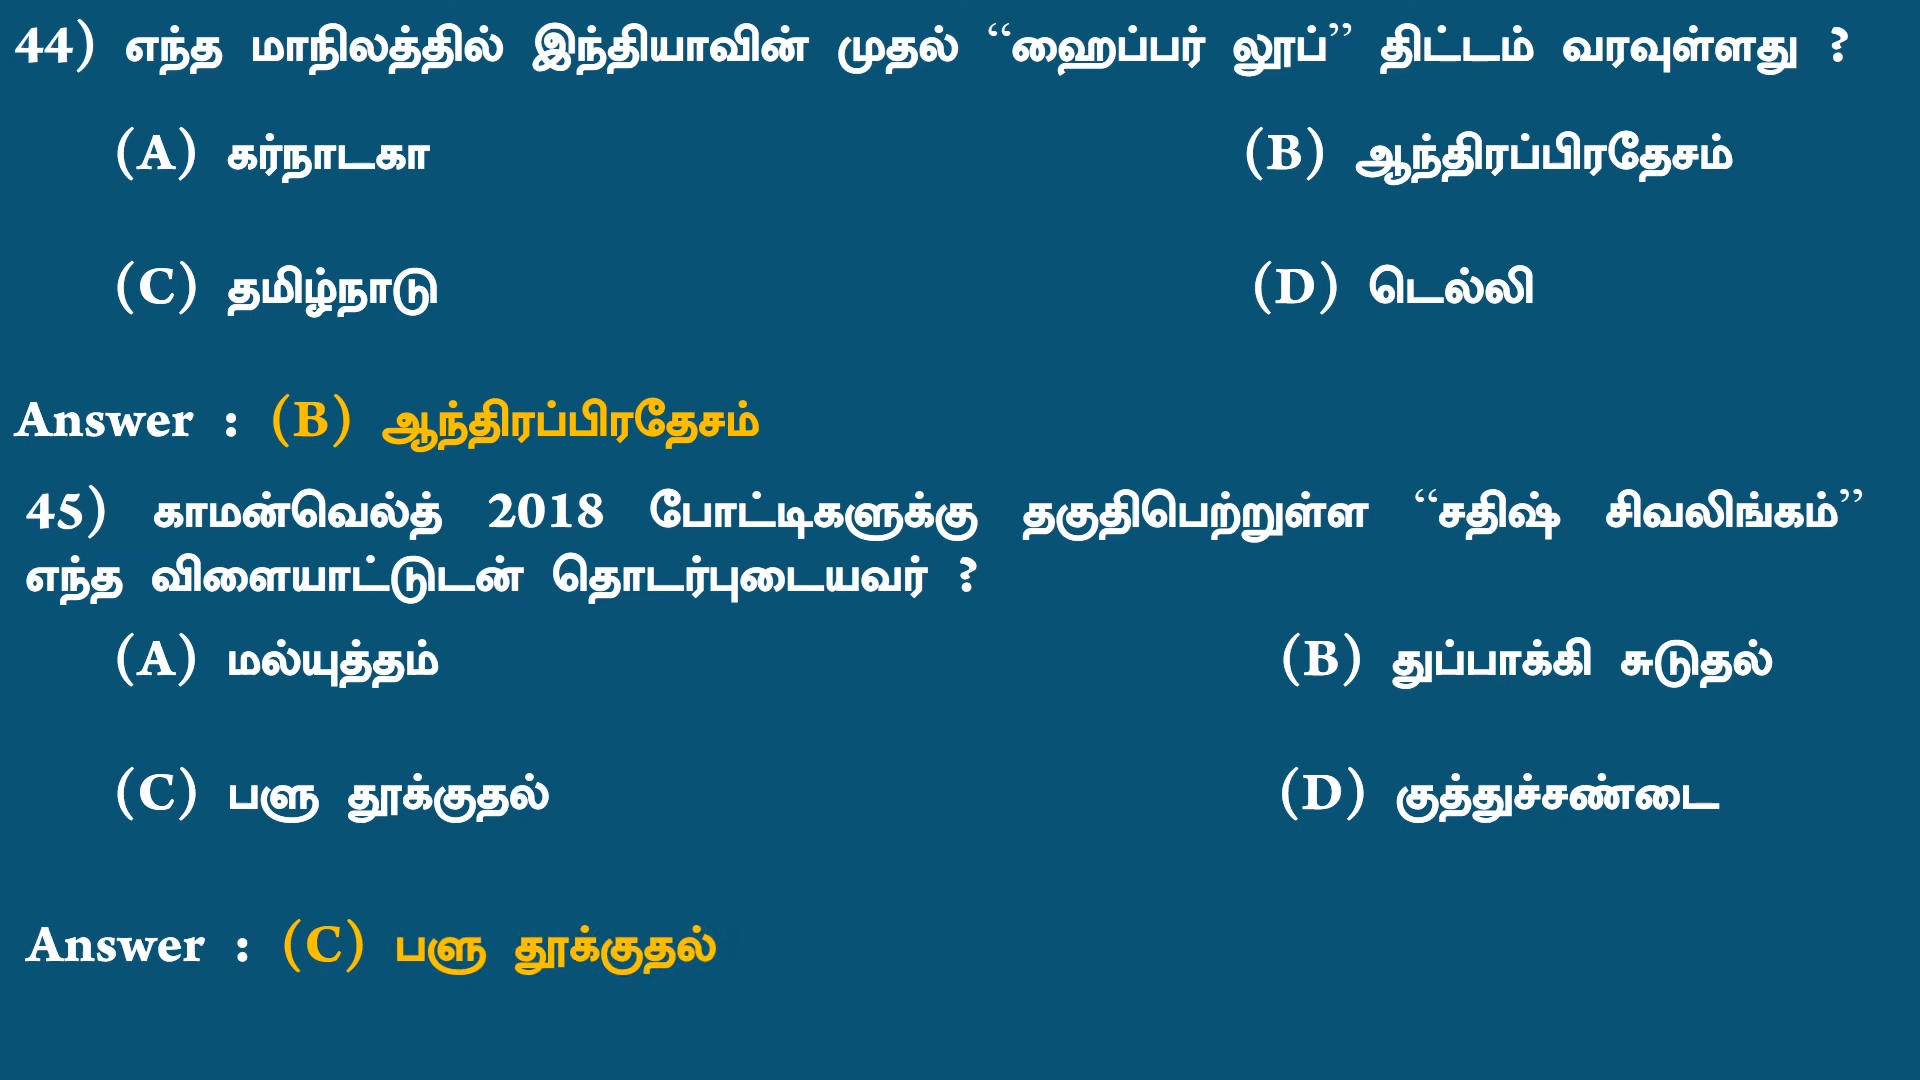 44) எந்த மாநிலத்தில் இந்தியாவின் முதல் “ஹைப்பர் லூப்” திட்டம் வரவுள்ளது ?
(A) கர்நாடகா (B) ஆந்திரப்பிரதேசம்
(C) தமிழ்நாடு (D) டெல்லி
Answer : (B) ஆந்திரப்பிரதேசம்
45) காமன்வெல்த் 2018 போட்டிகளுக்கு தகுதிபெற்றுள்ள “சதிஷ் சிவலிங்கம்”
எந்த விளையாட்டுடன் தொடர்புடையவர் ?
(A) மல்யுத்தம் (B) துப்பாக்கி சுடுதல்
(C) பளு தூக்குதல் (D) குத்துச்சண்டை
Answer : (C) பளு தூக்குதல்